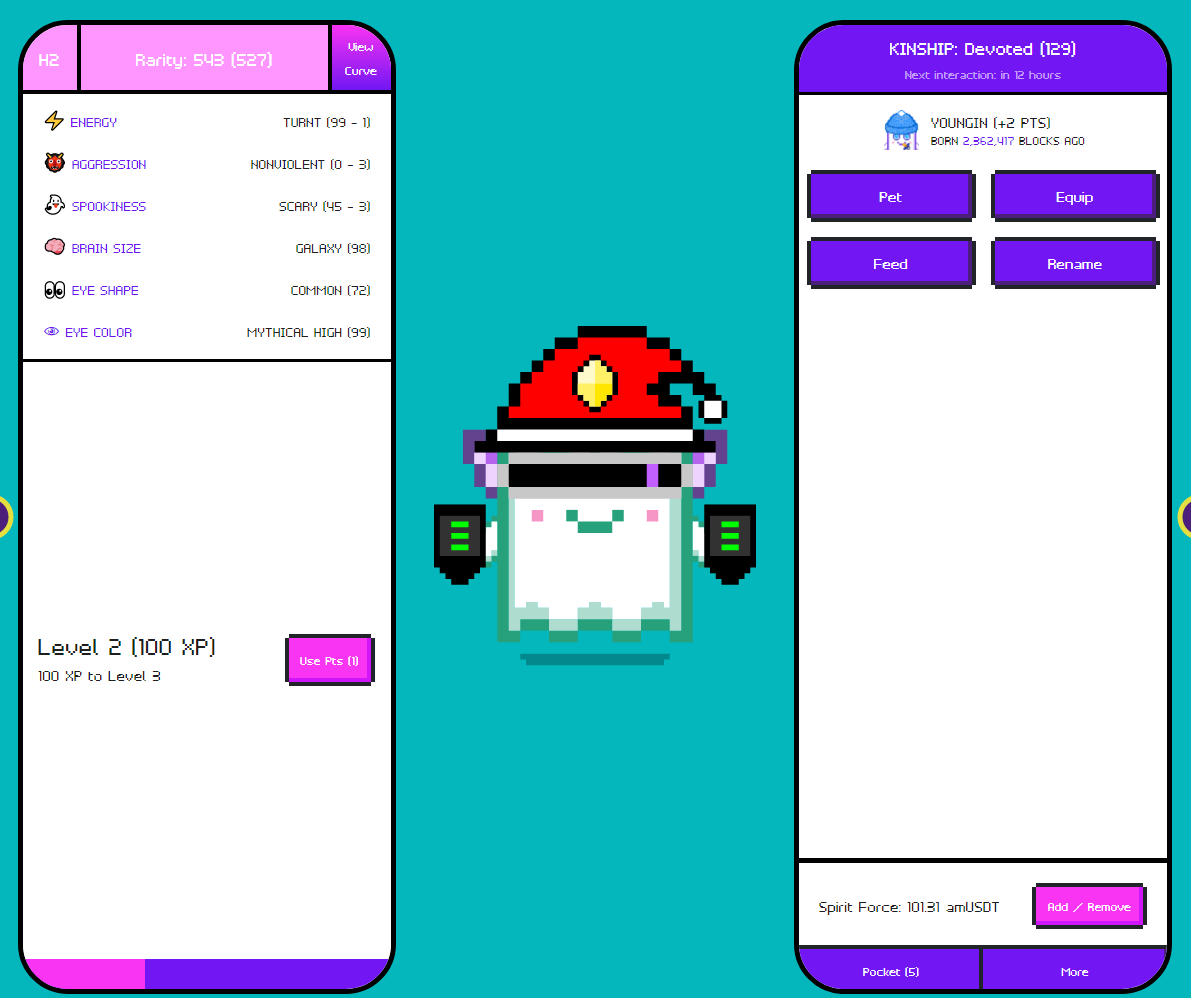 H2
Rarity: 543 (527)
View
Curve
ENERGY
TURNT (99 - 1)
AGGRESSION
NONVIOLENT (0 - 3)
SPOOKINESS
SCARY (45 - 3)
BRAIN SIZE
GALAXY (98)
EYE SHAPE
COMMON (72)
EYE COLOR
MYTHICAL HIGH (99)
Level 2 (100 XP)
100 XP to Level 3
Use Pts (1)
KINSHIP: Devoted (129)
Next interaction: in 12 hours
YOUNGIN (+2 PTS)
BORN 2,362,417 BLOCKS AGO
Pet
Equip
Feed
Rename
Spirit Force: 101.31 amUSDT
Add / Remove
Pocket (5)
More